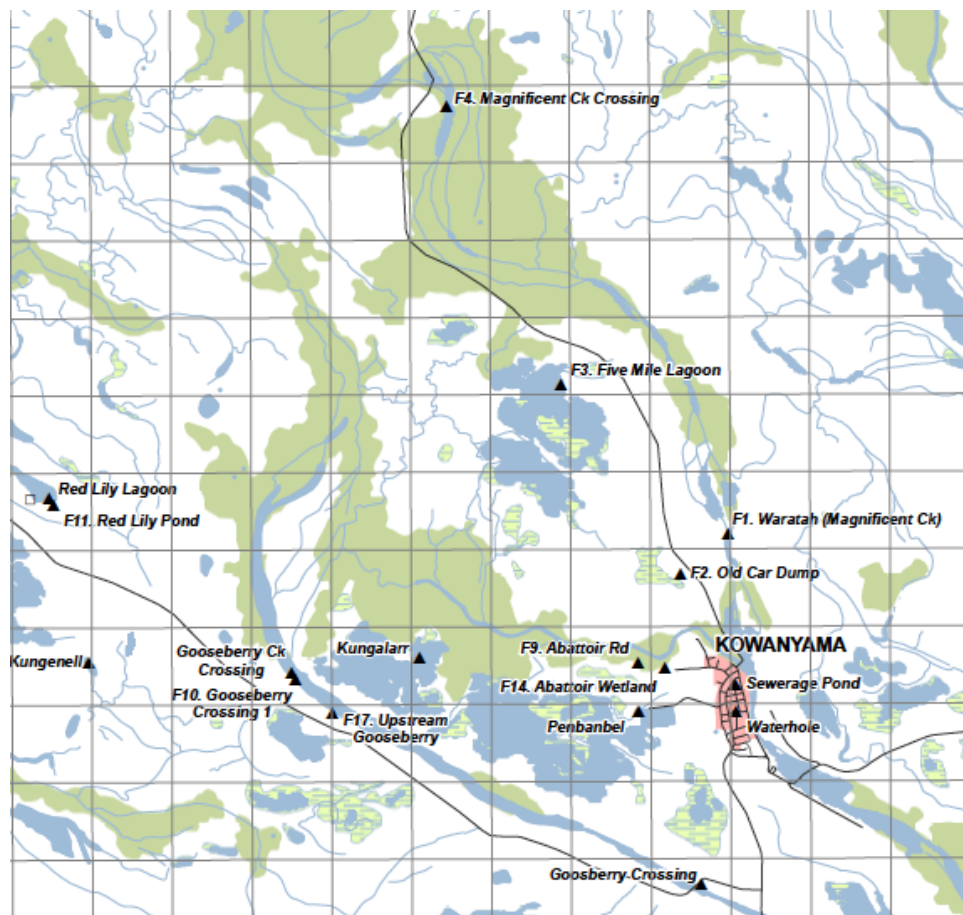 F4. Magnificent Ck Crossing
F3. Five Mile Lagoon
Red Lily Lagoon
F11. Red Lily Pond
F1. Waratah (Magnificent Ck)
F2. Old Car Dump
KOWANYAMA
Kungenell
Gooseberry Ck
Crossing
Kungalarr
F9. Abattoir Rd
F14. Abattoir Wetland
Sewerage Pond
F10. Gooseberry
Crossing 1
F17. Upstream
Gooseberry
Penbanbel
Waterhole
Goosberry Crossing